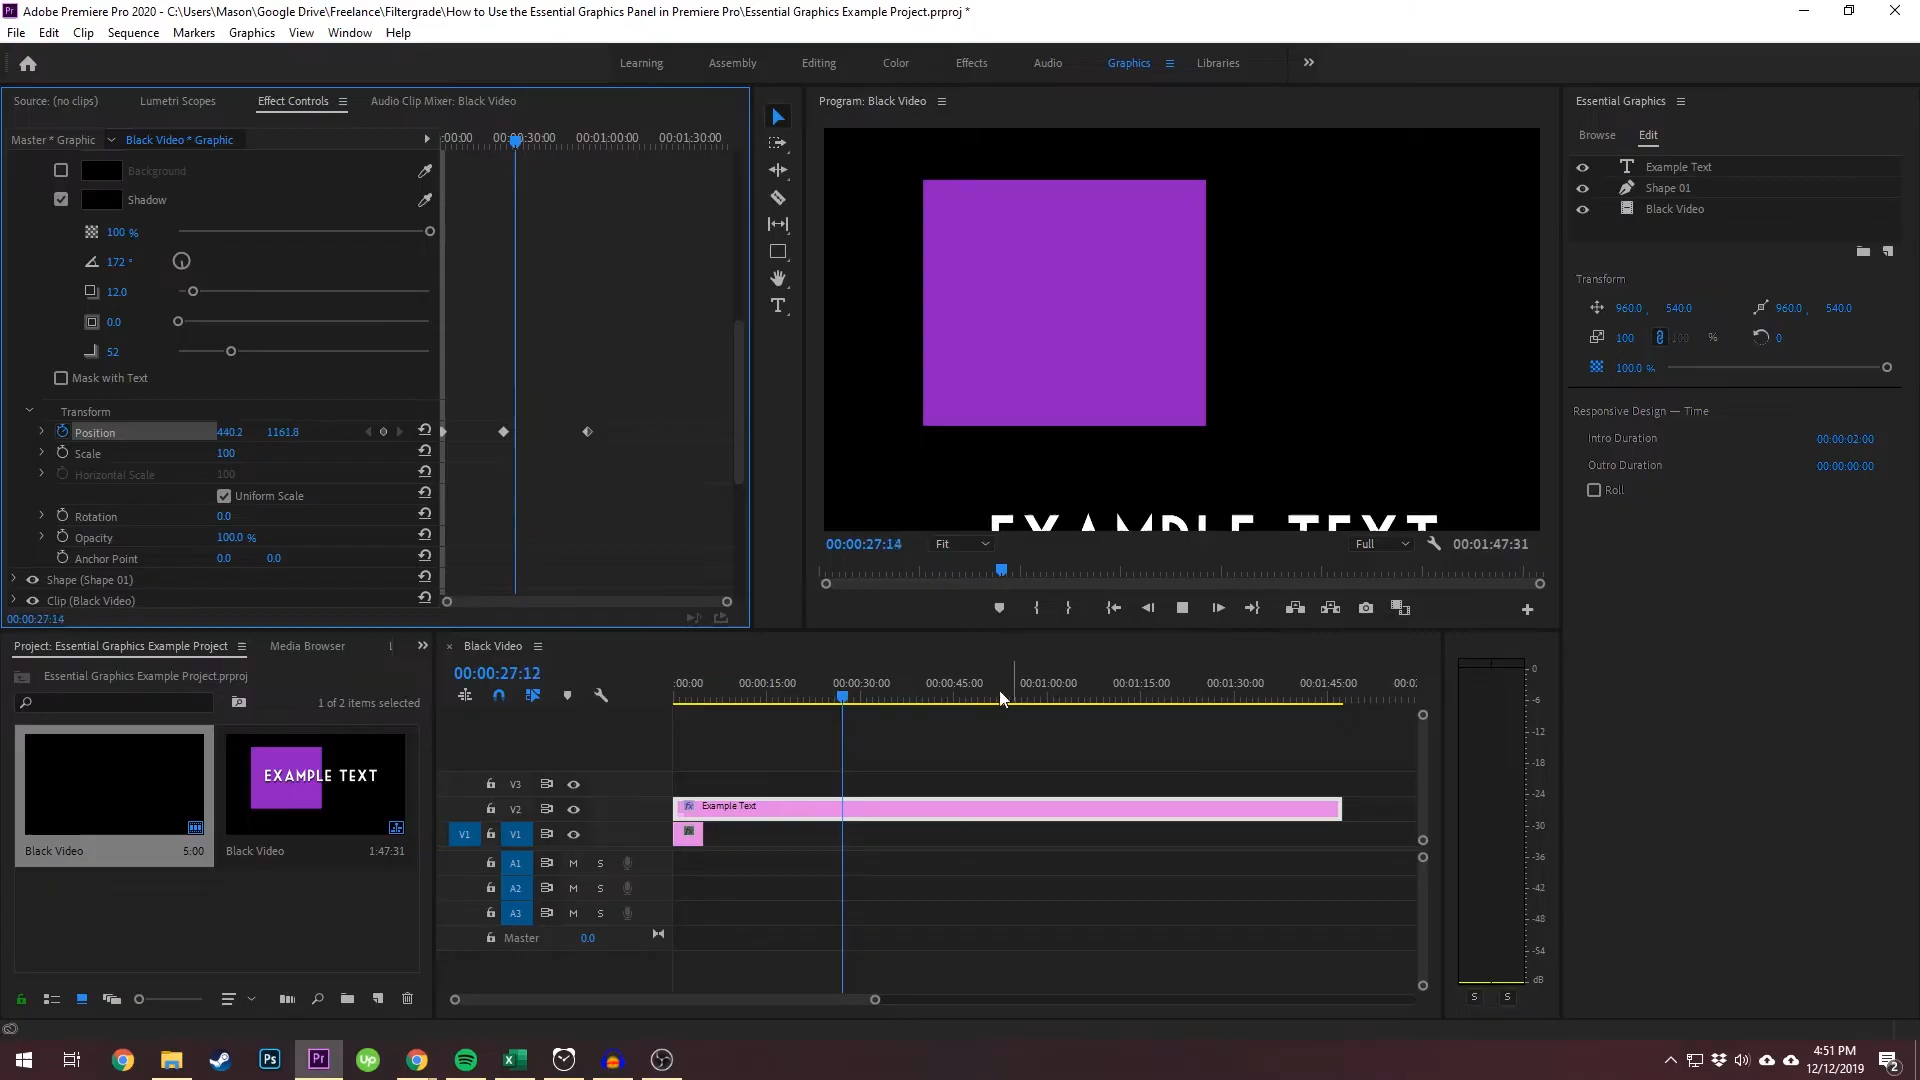 Adobe Premiere Pro 2020 - C:\Users\Mason\Google Drive\Freelance\Filtergrade\How to Use the Essential Graphics Panel in Premiere Pro\Essential Graphics Example Project.prproj *
File Edit Clip Sequence Markers Graphics View Window Help
Learning Assembly Editing Color Effects Audio Graphics Libraries
Source: (no clips) Lumetri Scopes Effect Controls Audio Clip Mixer: Black Video
Program: Black Video
Essential Graphics
Master * Graphic Black Video * Graphic
:00:00 00:00:30:00 00:01:00:00 00:01:30:00
Browse Edit
Background
Shadow
100 %
172 °
12.0
0.0
52
Mask with Text
Transform
Position 440.2 1161.8
Scale 100
Horizontal Scale 100
Uniform Scale
Rotation 0.0
Opacity 100.0 %
Anchor Point 0.0 0.0
Shape (Shape 01)
Clip (Black Video)
00:00:27:14
EXAMPLE TEXT
00:00:27:14 Fit Full 00:01:47:31
Example Text
Shape 01
Black Video
Transform
960.0 , 540.0 960.0 , 540.0
100 100 % 0
100.0 %
Responsive Design — Time
Intro Duration 00:00:02:00
Outro Duration 00:00:00:00
Roll
Project: Essential Graphics Example Project Media Browser
Essential Graphics Example Project.prproj
1 of 2 items selected
EXAMPLE TEXT
Black Video 5:00
Black Video 1:47:31
Black Video
00:00:27:12
:00:00 00:00:15:00 00:00:30:00 00:00:45:00 00:01:00:00 00:01:15:00 00:01:30:00 00:01:45:00 00:0
V3
V2 fx Example Text
V1 V1 fx
A1 M S
A2 M S
A3 M S
Master 0.0
0
-6
-12
-18
-24
-30
-36
-42
-48
-54
dB
S S
Pr
Ps
Pr
Up
4:51 PM
12/12/2019
2